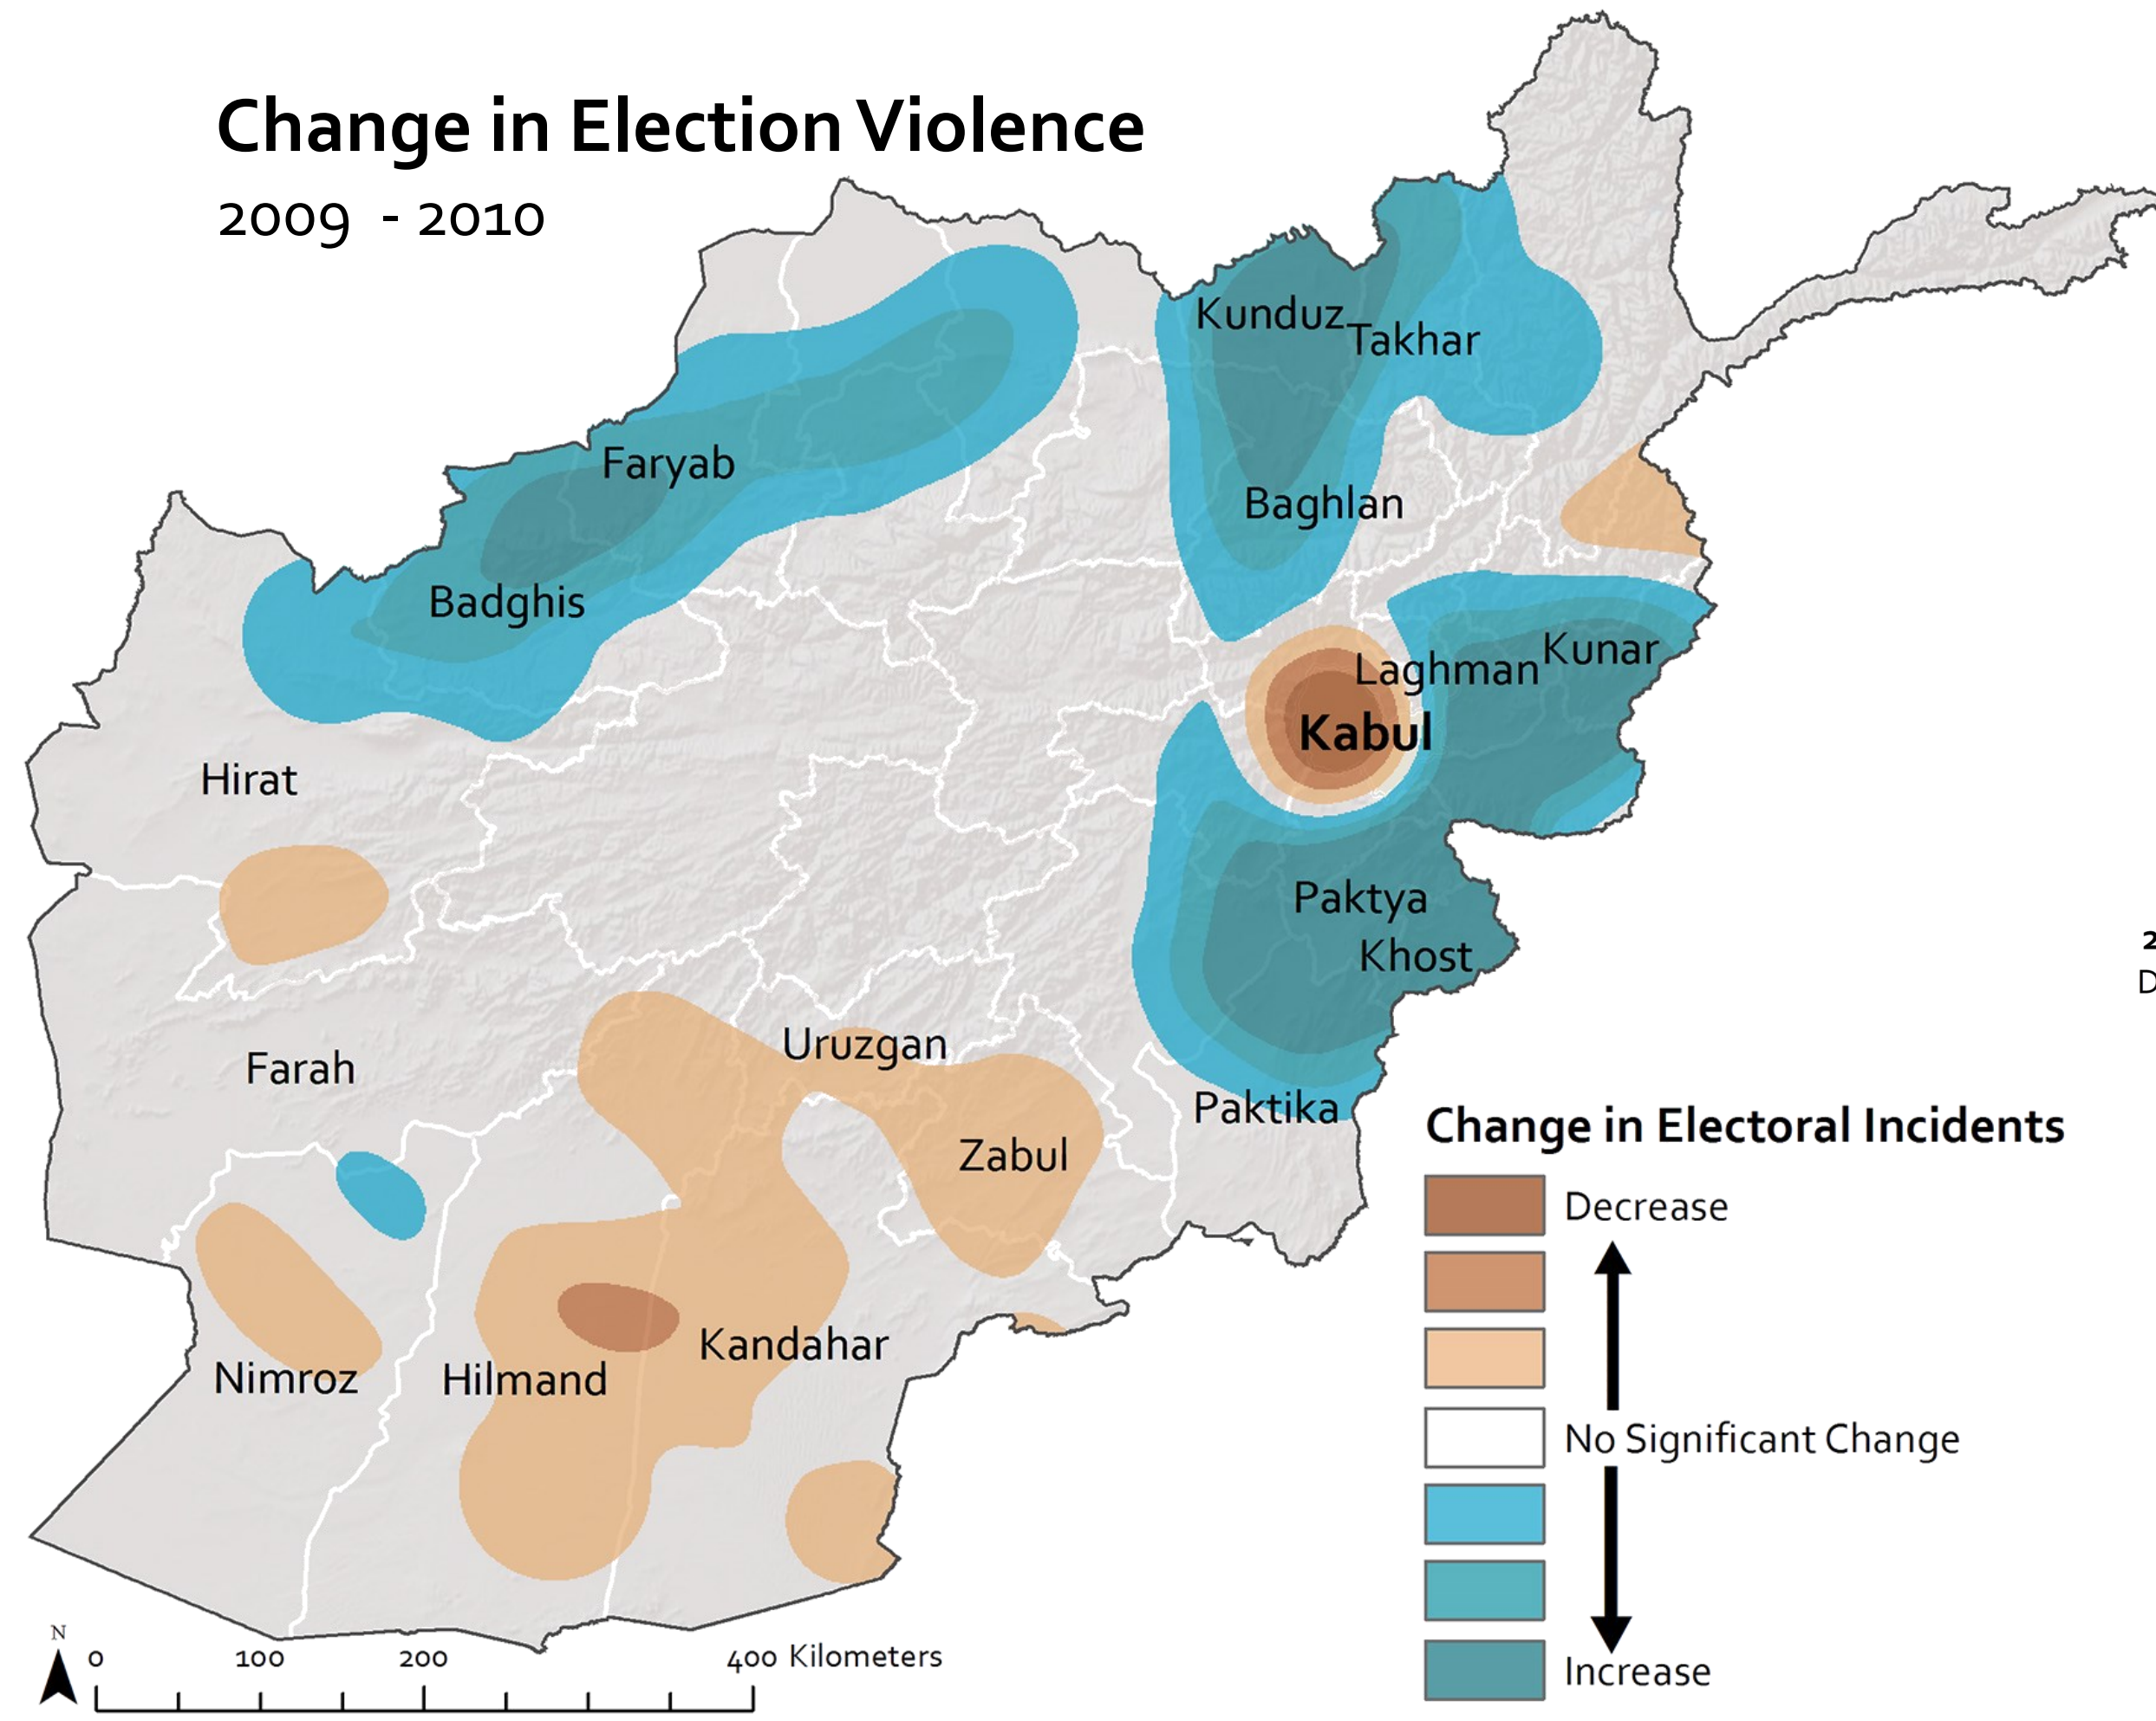 Change in Election Violence
2009 - 2010
Kunduz
Takhar
Faryab
Baghlan
Badghis
Kunar
Laghman
Kabul
Hirat
Paktya
Khost
Uruzgan
Farah
Paktika
Zabul
Kandahar
Nimroz
Hilmand
Change in Electoral Incidents
Decrease
No Significant Change
Increase
N
0 100 200 400 Kilometers
2
D